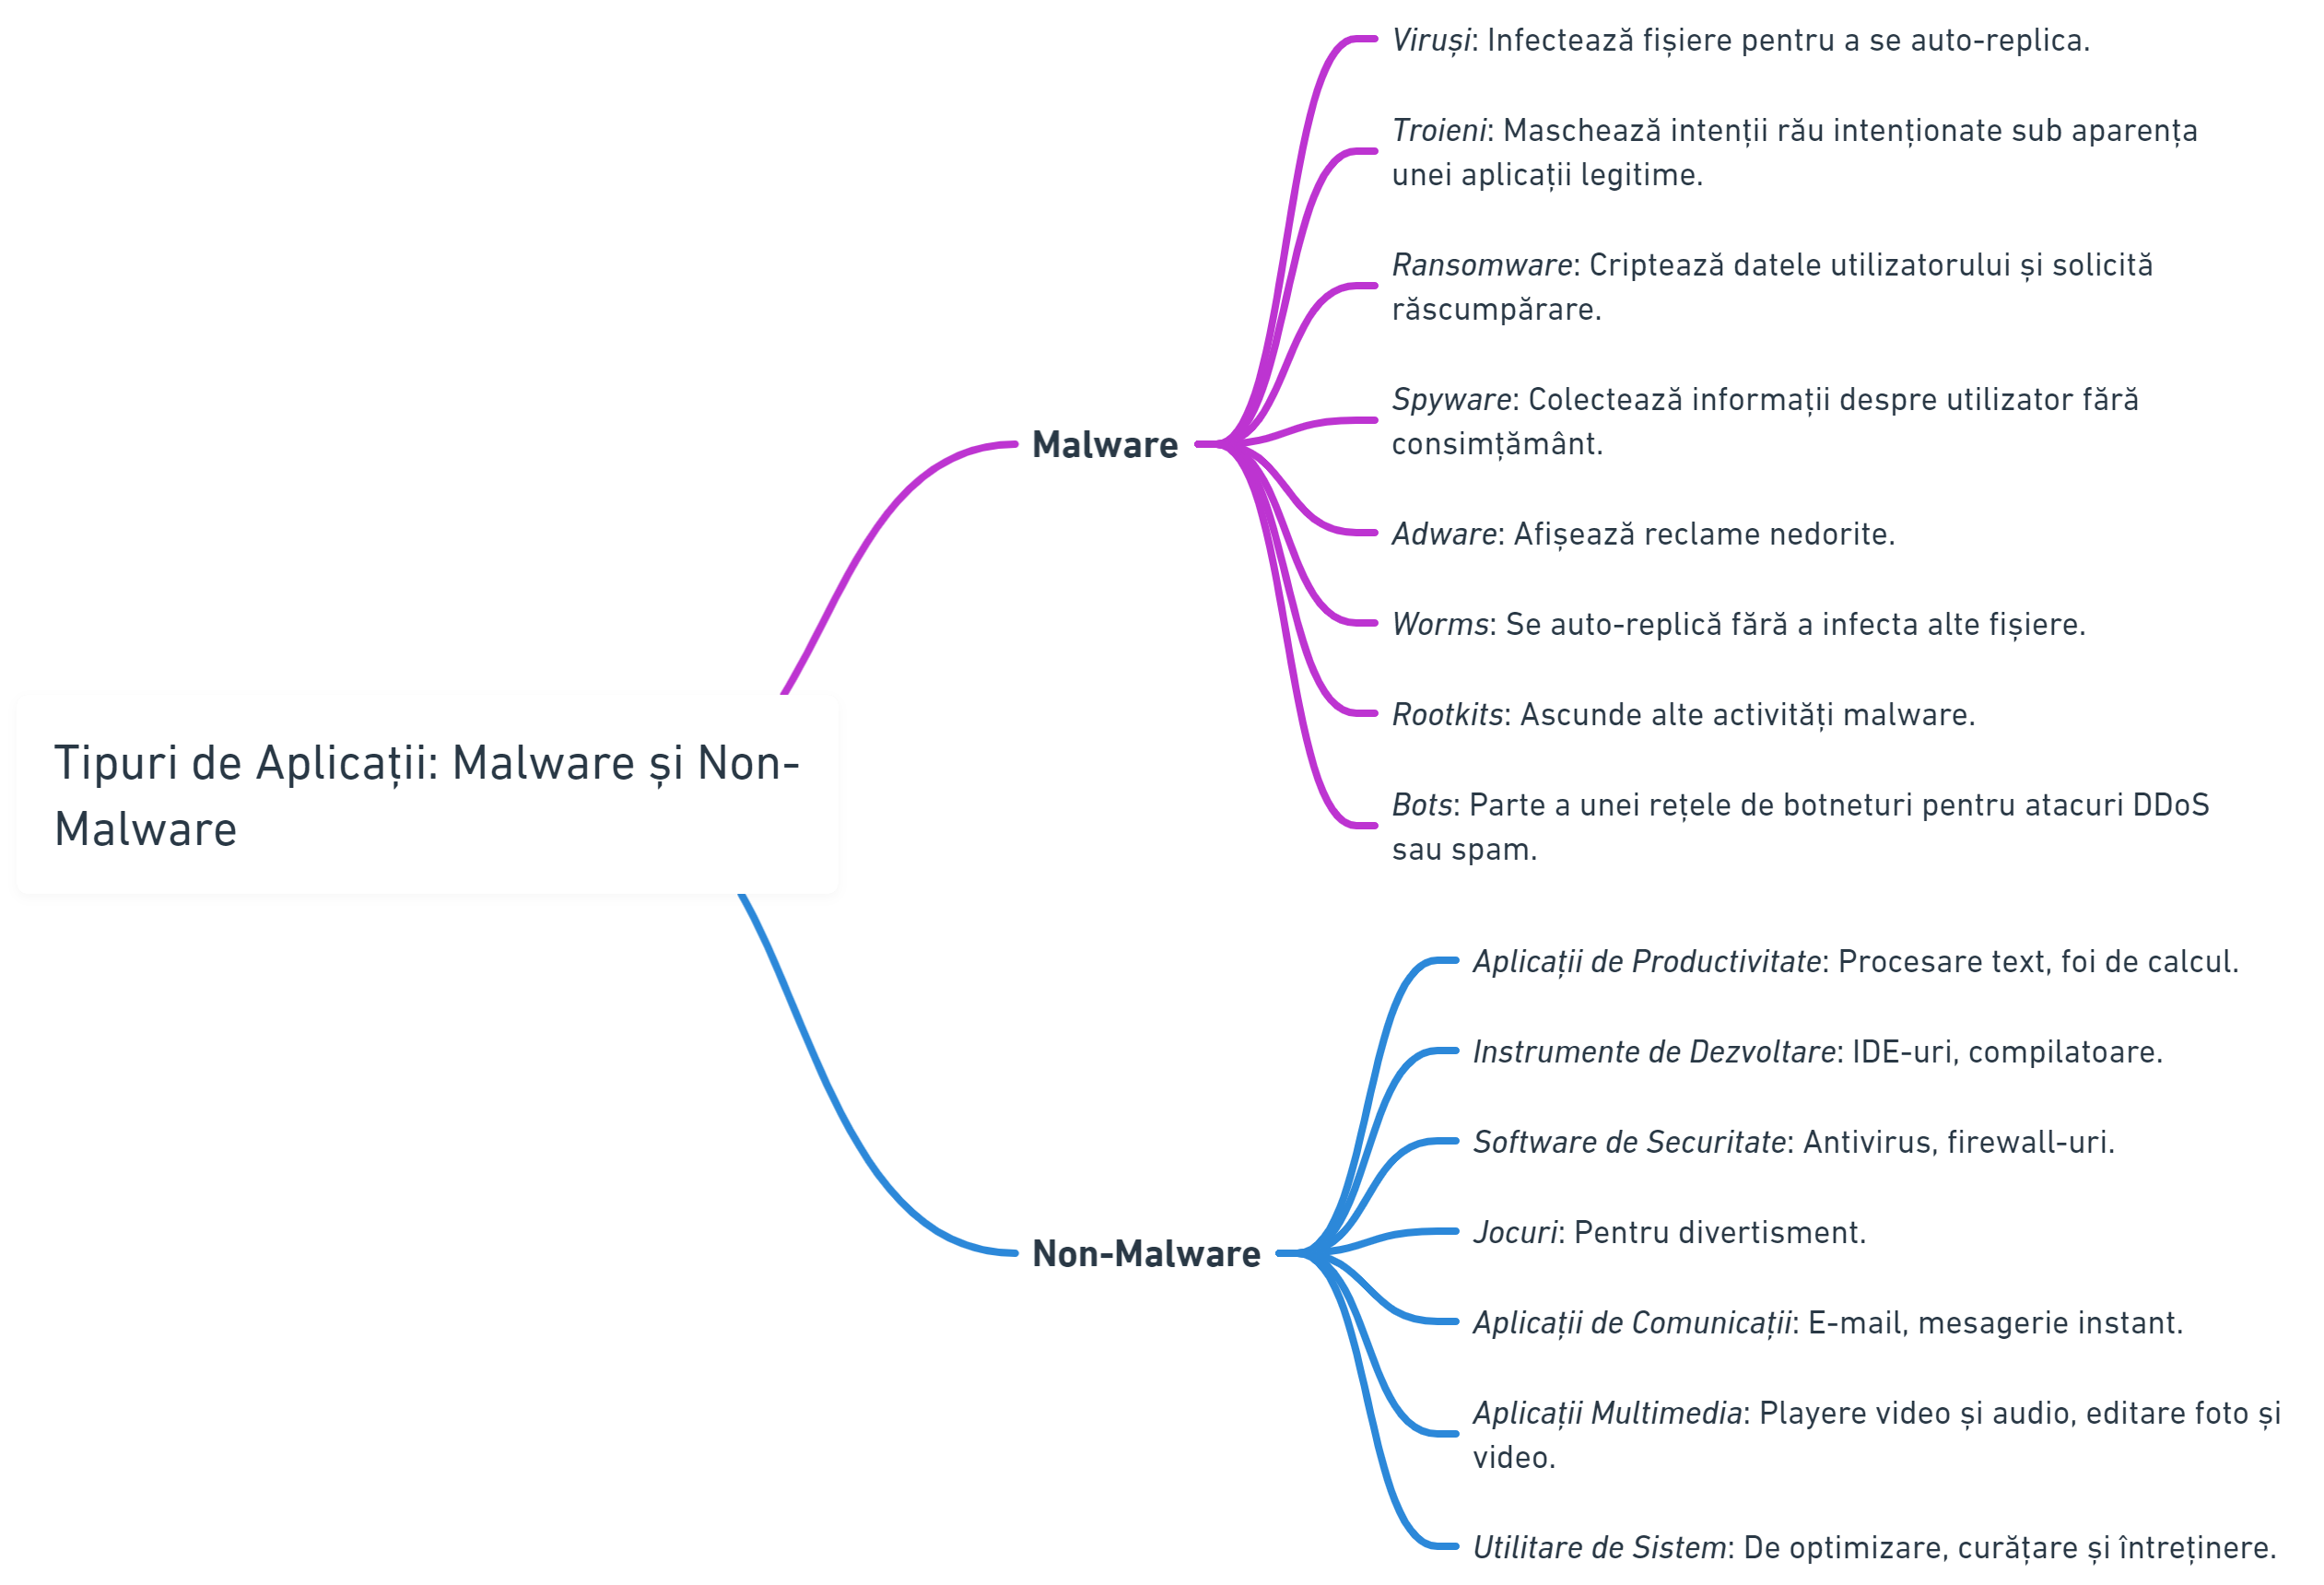 Tipuri de Aplicații: Malware și Non-
Malware
Malware
Viruși: Infectează fișiere pentru a se auto-replica.
Troieni: Maschează intenții rău intenționate sub aparența
unei aplicații legitime.
Ransomware: Criptează datele utilizatorului și solicită
răscumpărare.
Spyware: Colectează informații despre utilizator fără
consimțământ.
Adware: Afișează reclame nedorite.
Worms: Se auto-replică fără a infecta alte fișiere.
Rootkits: Ascunde alte activități malware.
Bots: Parte a unei rețele de botneturi pentru atacuri DDoS
sau spam.
Non-Malware
Aplicații de Productivitate: Procesare text, foi de calcul.
Instrumente de Dezvoltare: IDE-uri, compilatoare.
Software de Securitate: Antivirus, firewall-uri.
Jocuri: Pentru divertisment.
Aplicații de Comunicații: E-mail, mesagerie instant.
Aplicații Multimedia: Playere video și audio, editare foto și
video.
Utilitare de Sistem: De optimizare, curățare și întreținere.